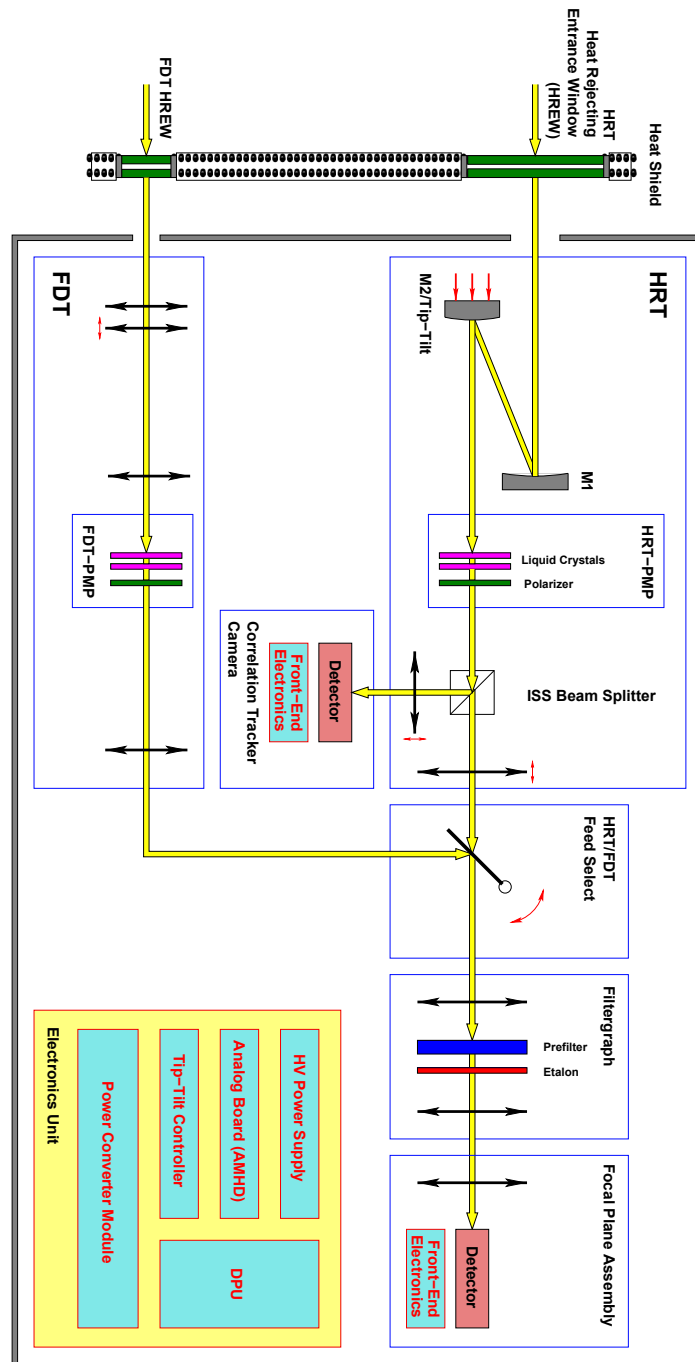 FDT HREW
HRT
Heat Rejecting
Entrance Window
(HREW)
Heat Shield
FDT
HRT
M2/Tip-Tilt
M1
FDT-PMP
HRT-PMP
Liquid Crystals
Polarizer
Correlation Tracker
Camera
Front-End
Electronics
Detector
ISS Beam Splitter
HRT/FDT
Feed Select
Filtergraph
Prefilter
Etalon
Focal Plane Assembly
Detector
Front-End
Electronics
Electronics Unit
Power Converter Module
Tip-Tilt
Controller
Analog Board (AMHD)
HV Power Supply
DPU